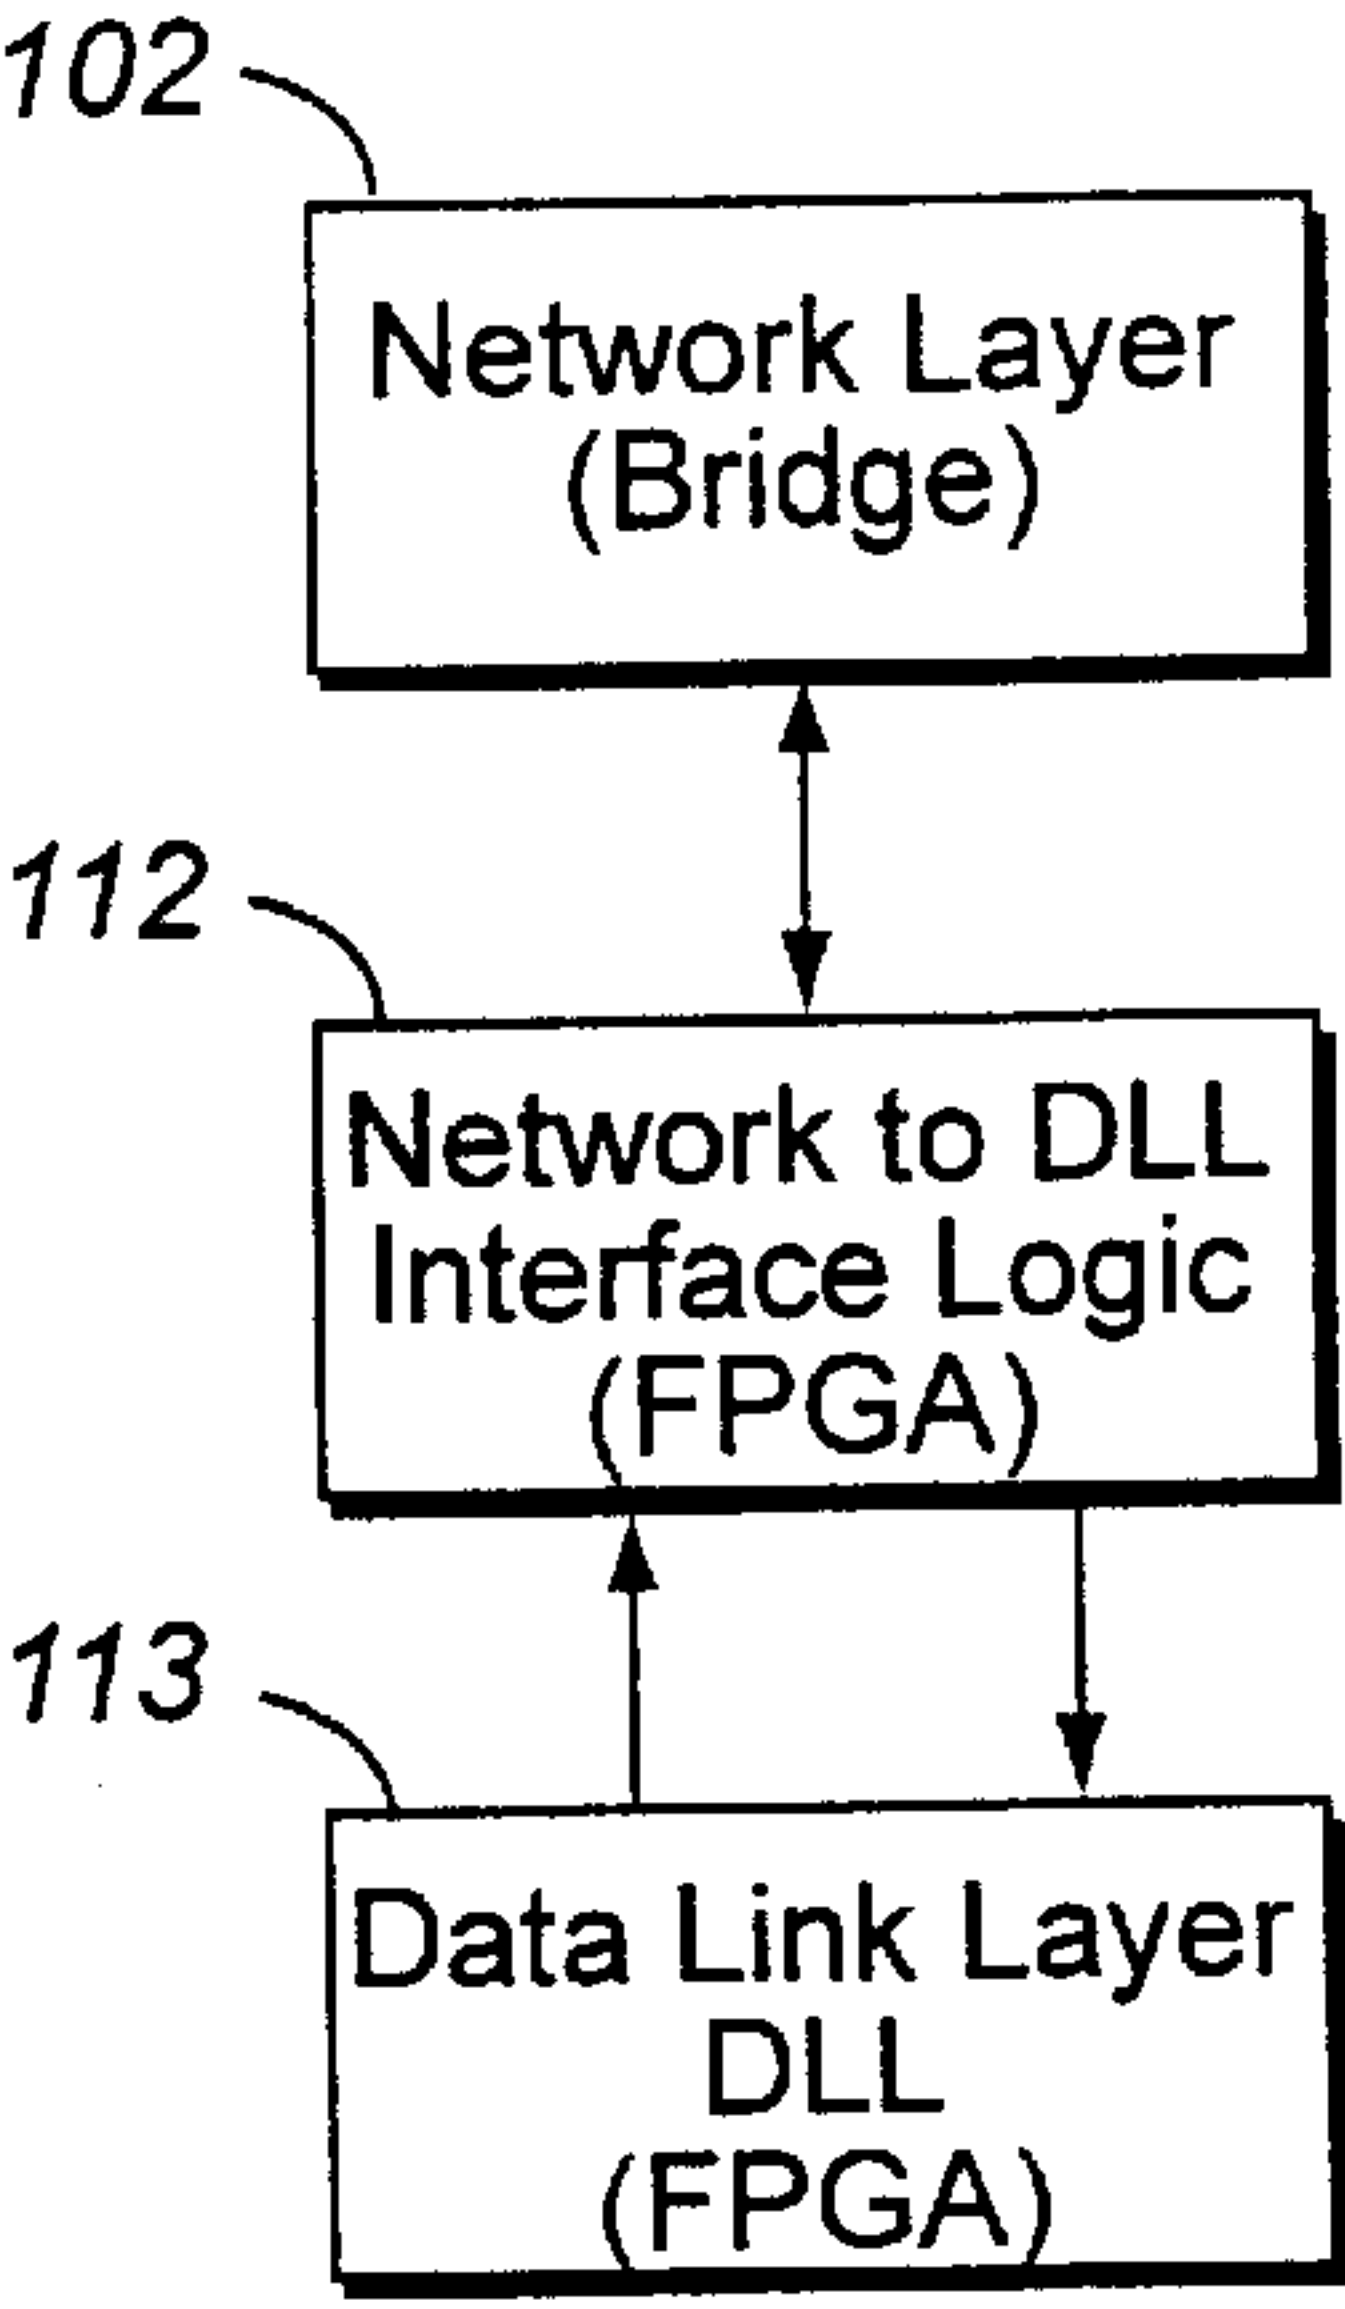 102
Network Layer
(Bridge)
112
Network to DLL
Interface Logic
(FPGA)
113
Data Link Layer
DLL
(FPGA)